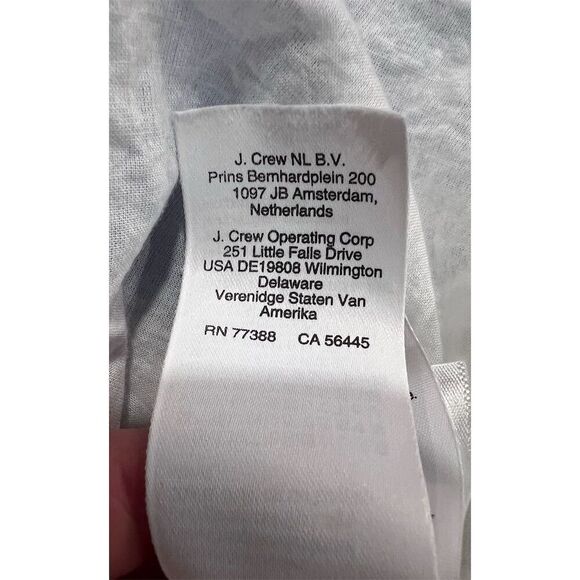 J. Crew NL B.V.
Prins Bernhardplein 200
1097 JB Amsterdam,
Netherlands
J. Crew Operating Corp
251 Little Falls Drive
USA DE19808 Wilmington
Delaware
Verenidge Staten Van
Amerika
RN 77388 CA 56445